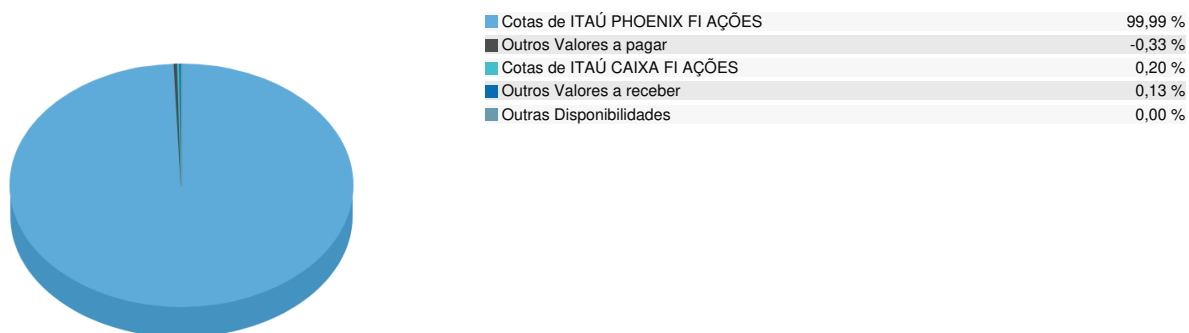 Cotas de ITAÚ PHOENIX FI AÇÕES 99,99 %
Outros Valores a pagar -0,33 %
Cotas de ITAÚ CAIXA FI AÇÕES 0,20 %
Outros Valores a receber 0,13 %
Outras Disponibilidades 0,00 %